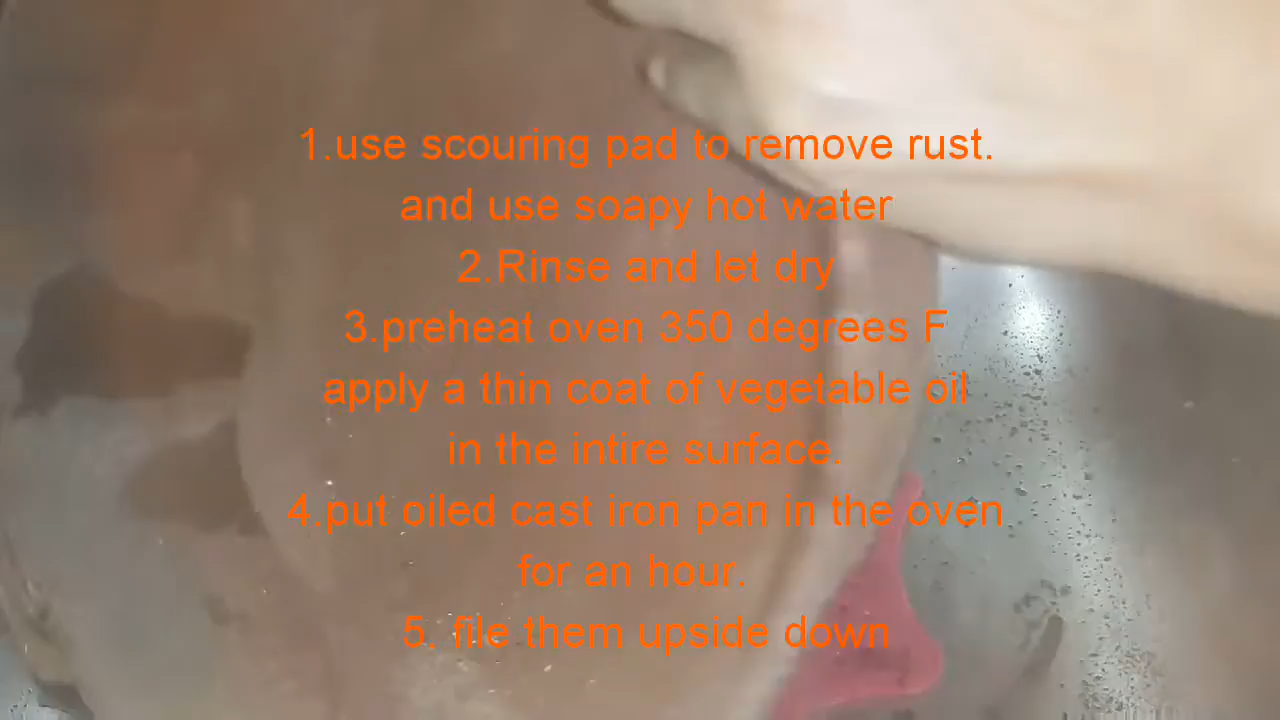 1.use scouring pad to remove rust.
and use soapy hot water
2.Rinse and let dry
3.preheat oven 350 degrees F
apply a thin coat of vegetable oil
in the intire surface.
4.put oiled cast iron pan in the oven
for an hour.
5. file them upside down